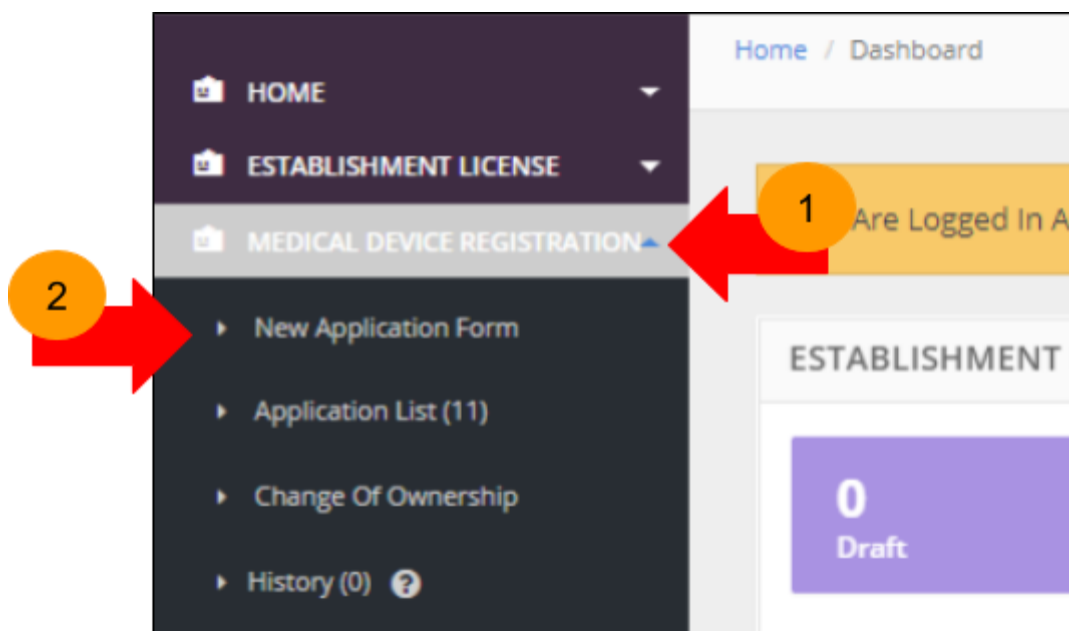 Home / Dashboard
HOME
ESTABLISHMENT LICENSE
1
Are Logged In A
MEDICAL DEVICE REGISTRATION
2
New Application Form
ESTABLISHMENT
Application List (11)
Change Of Ownership
0
Draft
History (0) ?